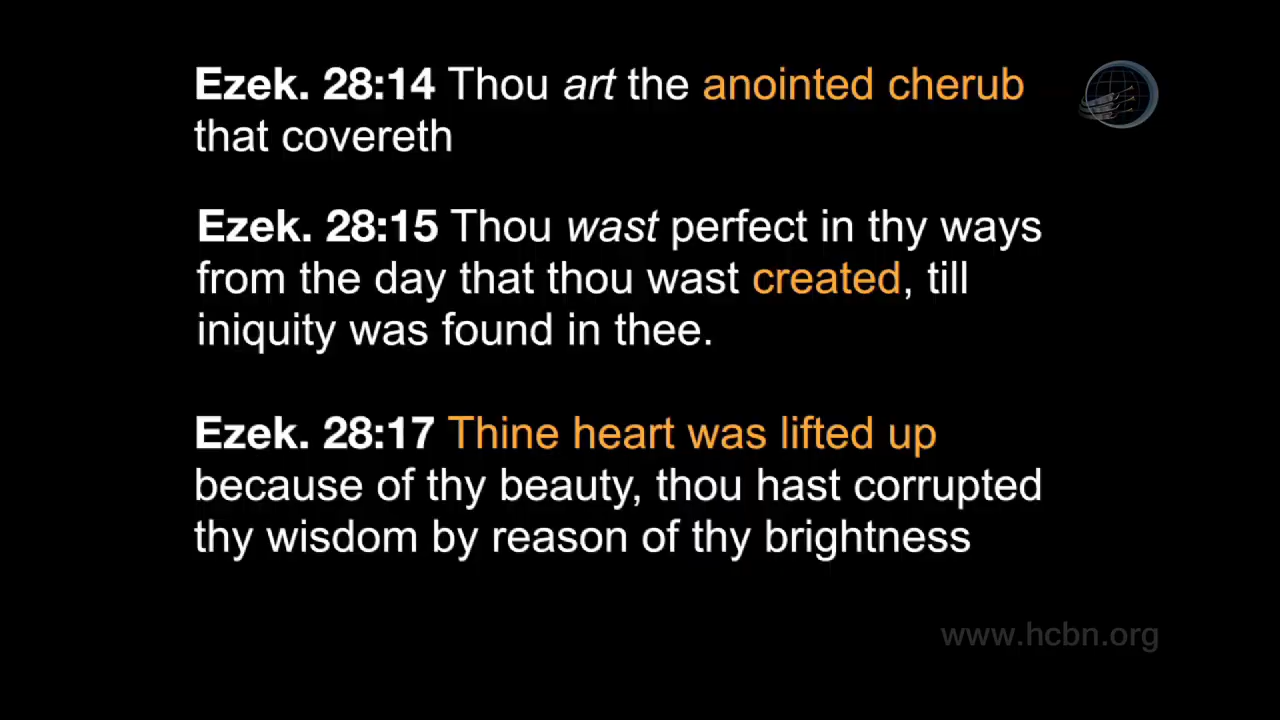 Ezek. 28:14 Thou art the anointed cherub
that covereth
Ezek. 28:15 Thou wast perfect in thy ways
from the day that thou wast created, till
iniquity was found in thee.
Ezek. 28:17 Thine heart was lifted up
because of thy beauty, thou hast corrupted
thy wisdom by reason of thy brightness
www.hcbn.org